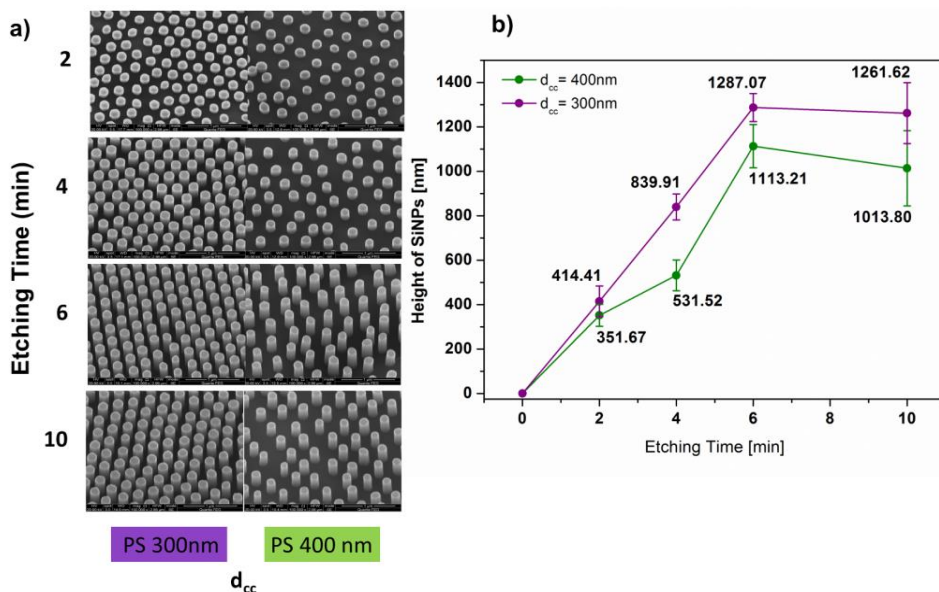 a)
Etching Time (min)
2
4
6
10
PS 300nm
PS 400 nm
dcc
b)
Height of SiNPs [nm]
1400
1200
1000
800
600
400
200
0
dcc = 400nm
dcc = 300nm
414.41
839.91
1287.07
1261.62
351.67
531.52
1113.21
1013.80
0
2
4
6
8
10
Etching Time [min]